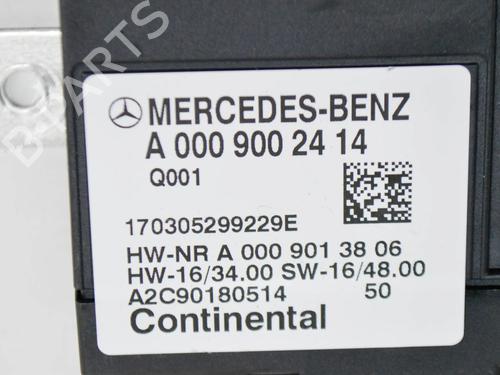 B-PARTS
MERCEDES-BENZ
A 000 900 24 14
Q001
170305299229E
HW-NR A 000 901 38 06
HW-16/34.00 SW-16/48.00
A2C90180514 50
Continental